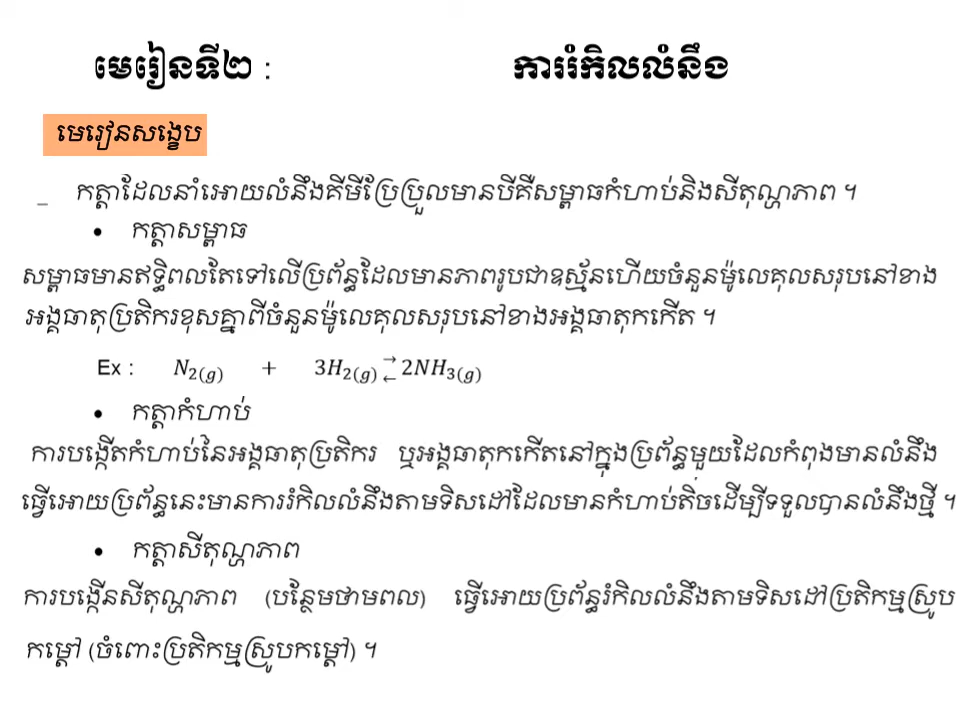 មេរៀនទី២ : ការរំកិលលំនឹង
មេរៀនសង្ខេប
_ កត្តាដែលនាំអោយលំនឹងគីមីប្រែប្រួលមានបីគឺសម្ពាធកំហាប់និងសីតុណ្ហភាព ។
• កត្តាសម្ពាធ
សម្ពាធមានឥទ្ធិពលតែទៅលើប្រព័ន្ធដែលមានភាពរូបជាឧស្ម័នហើយចំនួនម៉ូលេគុលសរុបនៅខាង
អង្គធាតុប្រតិករខុសគ្នាពីចំនួនម៉ូលេគុលសរុបនៅខាងអង្គធាតុកកើត ។
Ex : N₂₍g₎ + 3H₂₍g₎ ⇄ 2NH₃₍g₎
• កត្តាកំហាប់
ការបង្កើតកំហាប់នៃអង្គធាតុប្រតិករ ឬអង្គធាតុកកើតនៅក្នុងប្រព័ន្ធមួយដែលកំពុងមានលំនឹង
ធ្វើអោយប្រព័ន្ធនេះមានការរំកិលលំនឹងតាមទិសដៅដែលមានកំហាប់តិចដើម្បីទទួលបានលំនឹងថ្មី ។
• កត្តាសីតុណ្ហភាព
ការបង្កើនសីតុណ្ហភាព (បន្ថែមថាមពល) ធ្វើអោយប្រព័ន្ធរំកិលលំនឹងតាមទិសដៅប្រតិកម្មស្រូប
កម្តៅ (ចំពោះប្រតិកម្មស្រូបកម្តៅ) ។